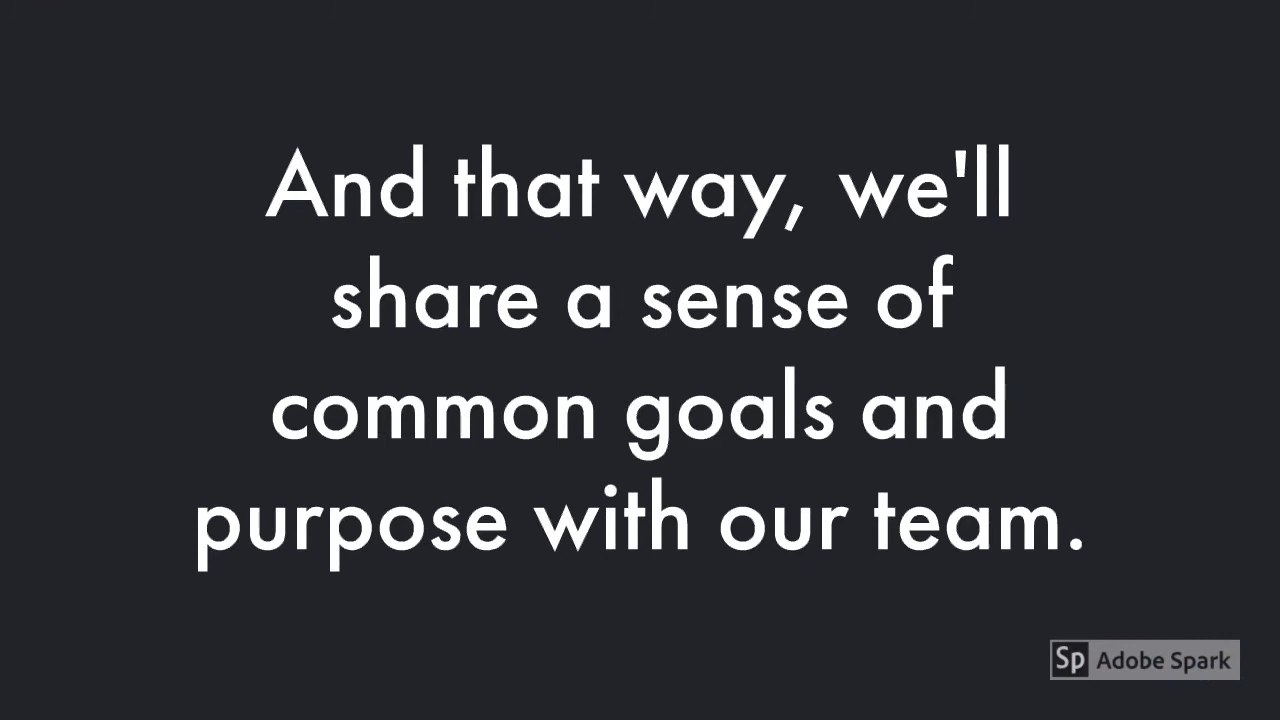 And that way, we'll
share a sense of
common goals and
purpose with our team.
Sp Adobe Spark